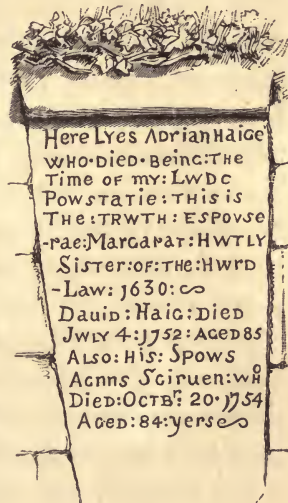 Here Lyes Adrian Haige
WHO·DIED·BEING:THE
TIME OF MY:LWDC
POWSTATIE:THIS IS
THE:TRWTH:ESPOVSE
-RAE:MARGARAT:HWTLY
SISTER:OF:THE:HWRD
-LAW: 1630:
DAUID:HAIG:DIED
JWLY 4:1752:AGED 85
ALSO:HIS:SPOWS
AGNNS SCIRUEN:WHO
DIED:OCTBr: 20·1754
AGED:84:yers